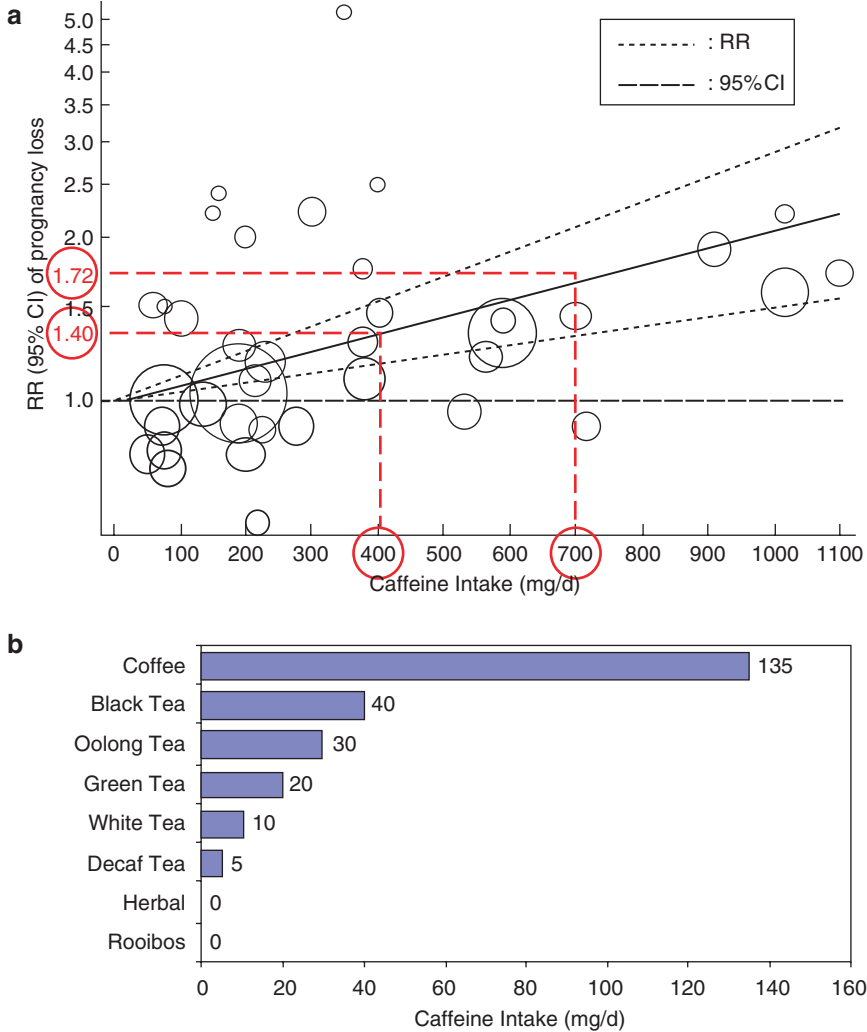 a
RR (95% CI) of prognancy loss
5.0
4.5
4.0
3.5
3.0
2.5
2.0
1.72
1.5
1.40
1.0
: RR
: 95%CI
0 100 200 300 400 500 600 700 800 900 1000 1100
Caffeine Intake (mg/d)
b
Coffee 135
Black Tea 40
Oolong Tea 30
Green Tea 20
White Tea 10
Decaf Tea 5
Herbal 0
Rooibos 0
0 20 40 60 80 100 120 140 160
Caffeine Intake (mg/d)